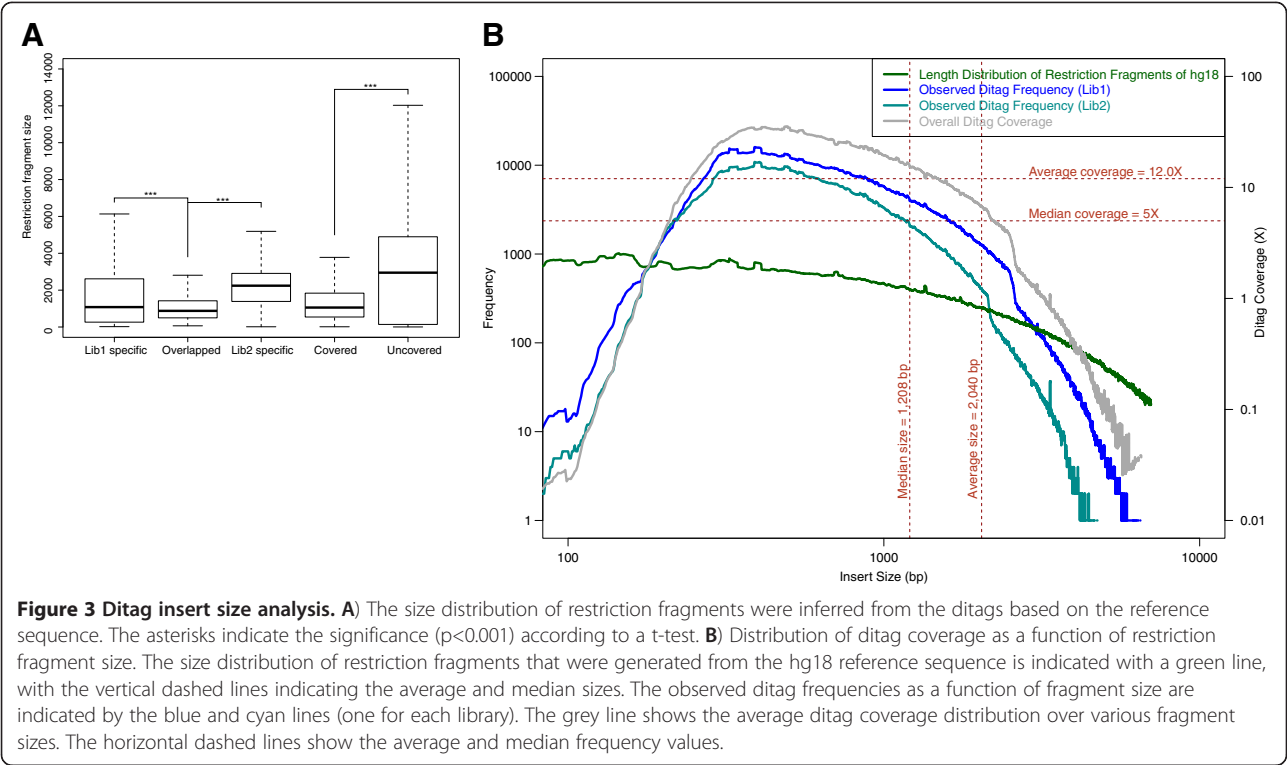 A
B
Restriction fragment size
0 2000 4000 6000 8000 10000 12000 14000
***
***
***
Lib1 specific Overlapped Lib2 specific Covered Uncovered
Frequency
100000
10000
1000
100
10
1
Length Distribution of Restriction Fragments of hg18
Observed Ditag Frequency (Lib1)
Observed Ditag Frequency (Lib2)
Overall Ditag Coverage
Average coverage = 12.0X
Median coverage = 5X
Median size = 1,208 bp
Average size = 2,040 bp
100
10
1
0.1
0.01
Ditag Coverage (X)
100 1000 10000
Insert Size (bp)
Figure 3 Ditag insert size analysis. A) The size distribution of restriction fragments were inferred from the ditags based on the reference
sequence. The asterisks indicate the significance (p<0.001) according to a t-test. B) Distribution of ditag coverage as a function of restriction
fragment size. The size distribution of restriction fragments that were generated from the hg18 reference sequence is indicated with a green line,
with the vertical dashed lines indicating the average and median sizes. The observed ditag frequencies as a function of fragment size are
indicated by the blue and cyan lines (one for each library). The grey line shows the average ditag coverage distribution over various fragment
sizes. The horizontal dashed lines show the average and median frequency values.